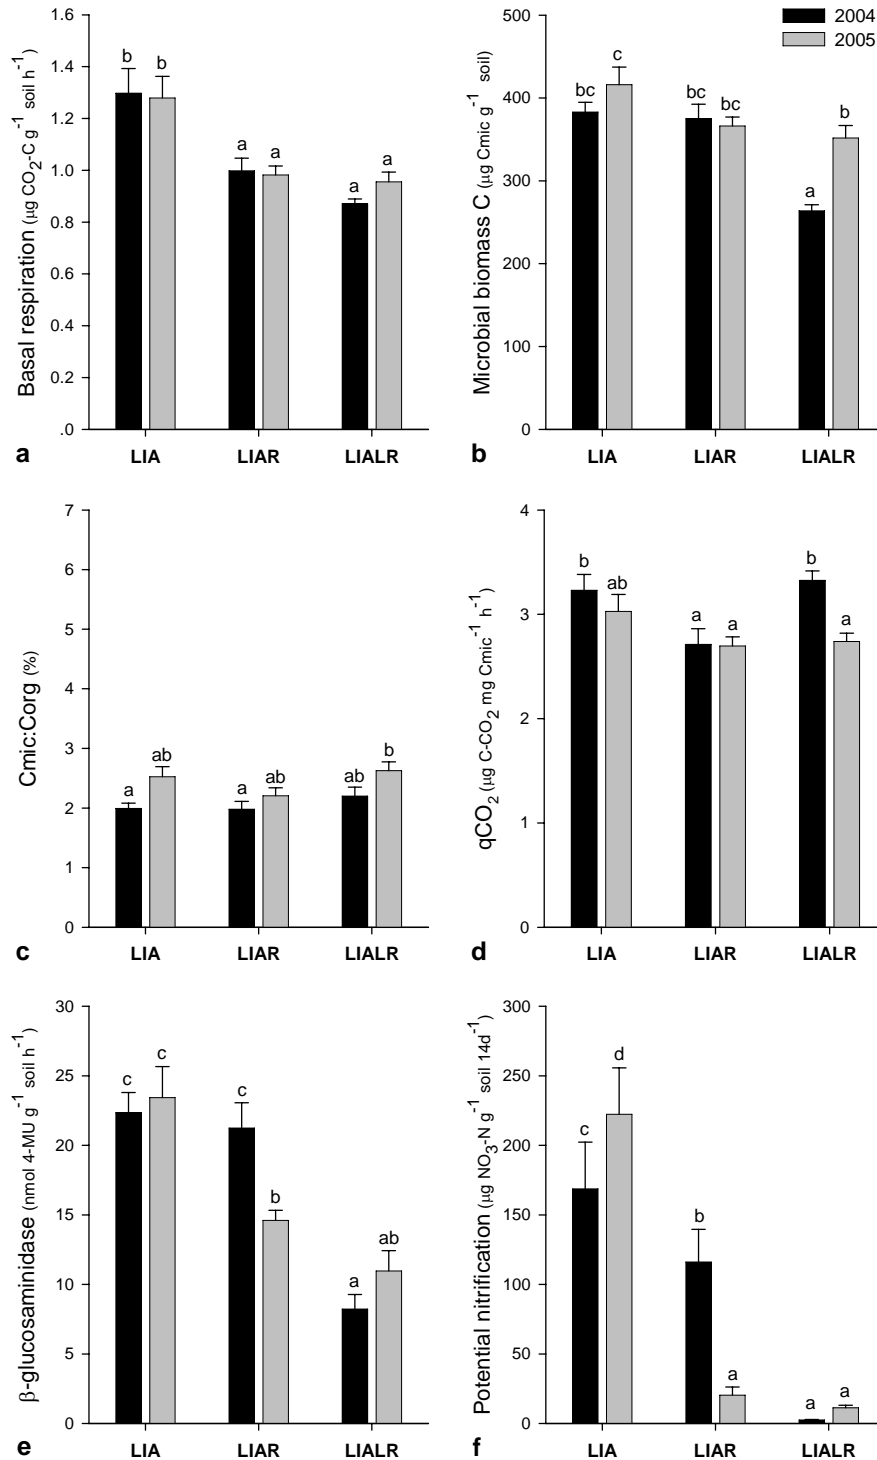 2004
2005
Basal respiration (μg CO2-C g-1 soil h-1)
1.6
1.4
1.2
1.0
0.8
0.6
0.4
0.2
.0
b b
a a
a a
LIA LIAR LIALR
a
Microbial biomass C (μg Cmic g-1 soil)
500
400
300
200
100
0
bc c
bc bc
a b
LIA LIAR LIALR
b
Cmic:Corg (%)
7
6
5
4
3
2
1
0
a ab
a ab
ab b
LIA LIAR LIALR
c
qCO2 (μg C-CO2 mg Cmic-1 h-1)
4
3
3
2
1
0
b ab
a a
b a
LIA LIAR LIALR
d
β-glucosaminidase (nmol 4-MU g-1 soil h-1)
30
25
20
15
10
5
0
c c
c b
a ab
LIA LIAR LIALR
e
Potential nitrification (μg NO3-N g-1 soil 14d-1)
300
250
200
150
100
50
0
c d
b a
a a
LIA LIAR LIALR
f